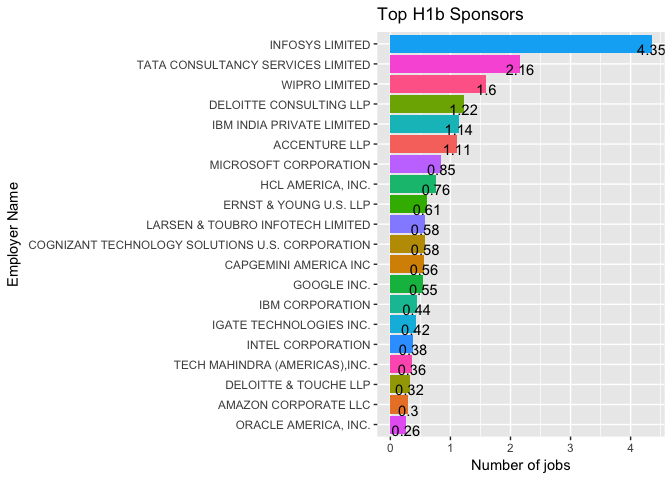 Top H1b Sponsors
Employer Name
INFOSYS LIMITED 4.35
TATA CONSULTANCY SERVICES LIMITED 2.16
WIPRO LIMITED 1.6
DELOITTE CONSULTING LLP 1.22
IBM INDIA PRIVATE LIMITED 1.14
ACCENTURE LLP 1.11
MICROSOFT CORPORATION 0.85
HCL AMERICA, INC. 0.76
ERNST & YOUNG U.S. LLP 0.61
LARSEN & TOUBRO INFOTECH LIMITED 0.58
COGNIZANT TECHNOLOGY SOLUTIONS U.S. CORPORATION 0.58
CAPGEMINI AMERICA INC 0.56
GOOGLE INC. 0.55
IBM CORPORATION 0.44
IGATE TECHNOLOGIES INC. 0.42
INTEL CORPORATION 0.38
TECH MAHINDRA (AMERICAS),INC. 0.36
DELOITTE & TOUCHE LLP 0.32
AMAZON CORPORATE LLC 0.3
ORACLE AMERICA, INC. 0.26
0 1 2 3 4
Number of jobs